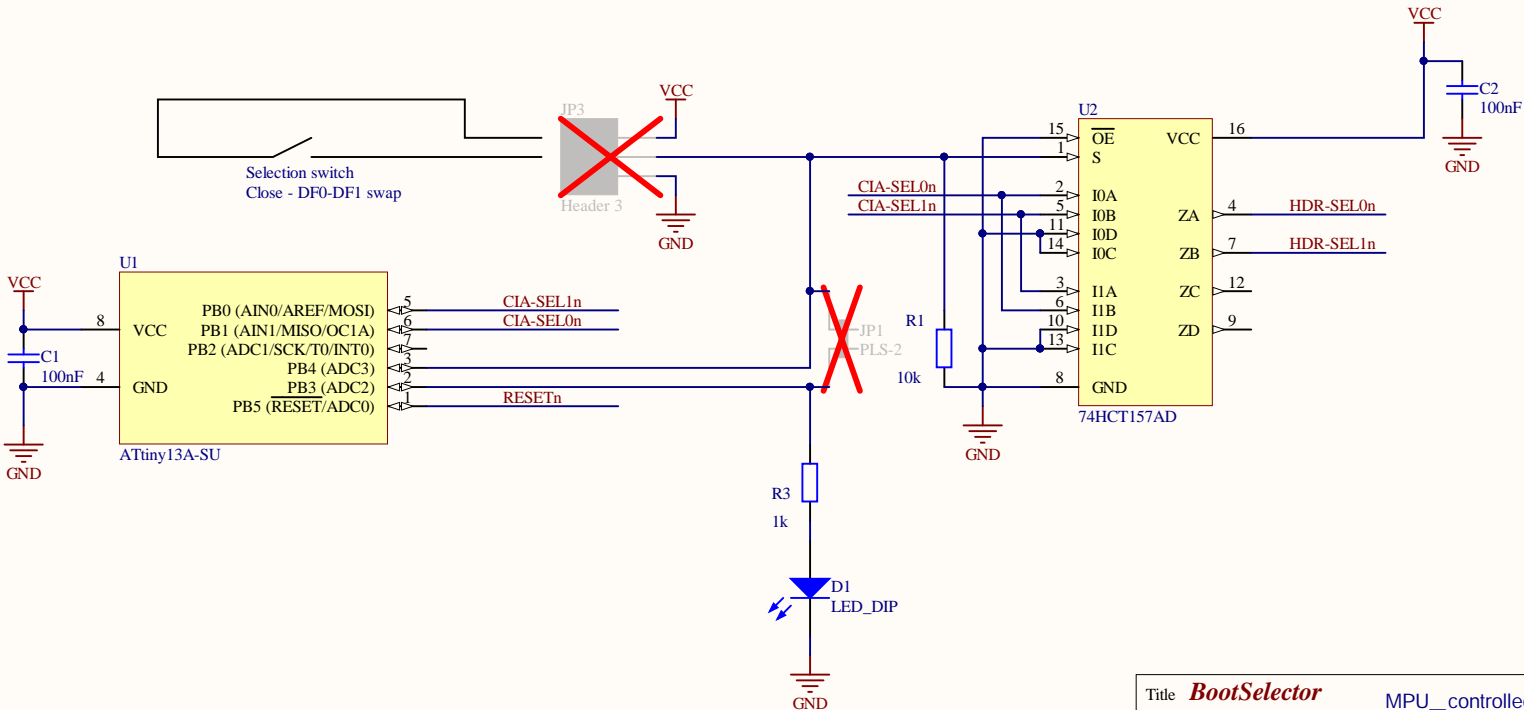 VCC
C2
100nF
GND
VCC
JP3
Header 3
GND
Selection switch
Close - DF0-DF1 swap
U2
15 OE VCC 16
1 S
CIA-SEL0n 2 I0A
CIA-SEL1n 5 I0B ZA 4 HDR-SEL0n
11 I0D
14 I0C ZB 7 HDR-SEL1n
3 I1A ZC 12
6 I1B
10 I1D ZD 9
13 I1C
8 GND
74HCT157AD
R1
10k
GND
U1
VCC
C1
100nF
GND
8 VCC
4 GND
PB0 (AIN0/AREF/MOSI) 5 CIA-SEL1n
PB1 (AIN1/MISO/OC1A) 6 CIA-SEL0n
PB2 (ADC1/SCK/T0/INT0) 7
PB4 (ADC3) 3
PB3 (ADC2) 2
PB5 (RESET/ADC0) 1 RESETn
ATtiny13A-SU
JP1
PLS-2
R3
1k
D1
LED_DIP
GND
Title BootSelector MPU_controlled